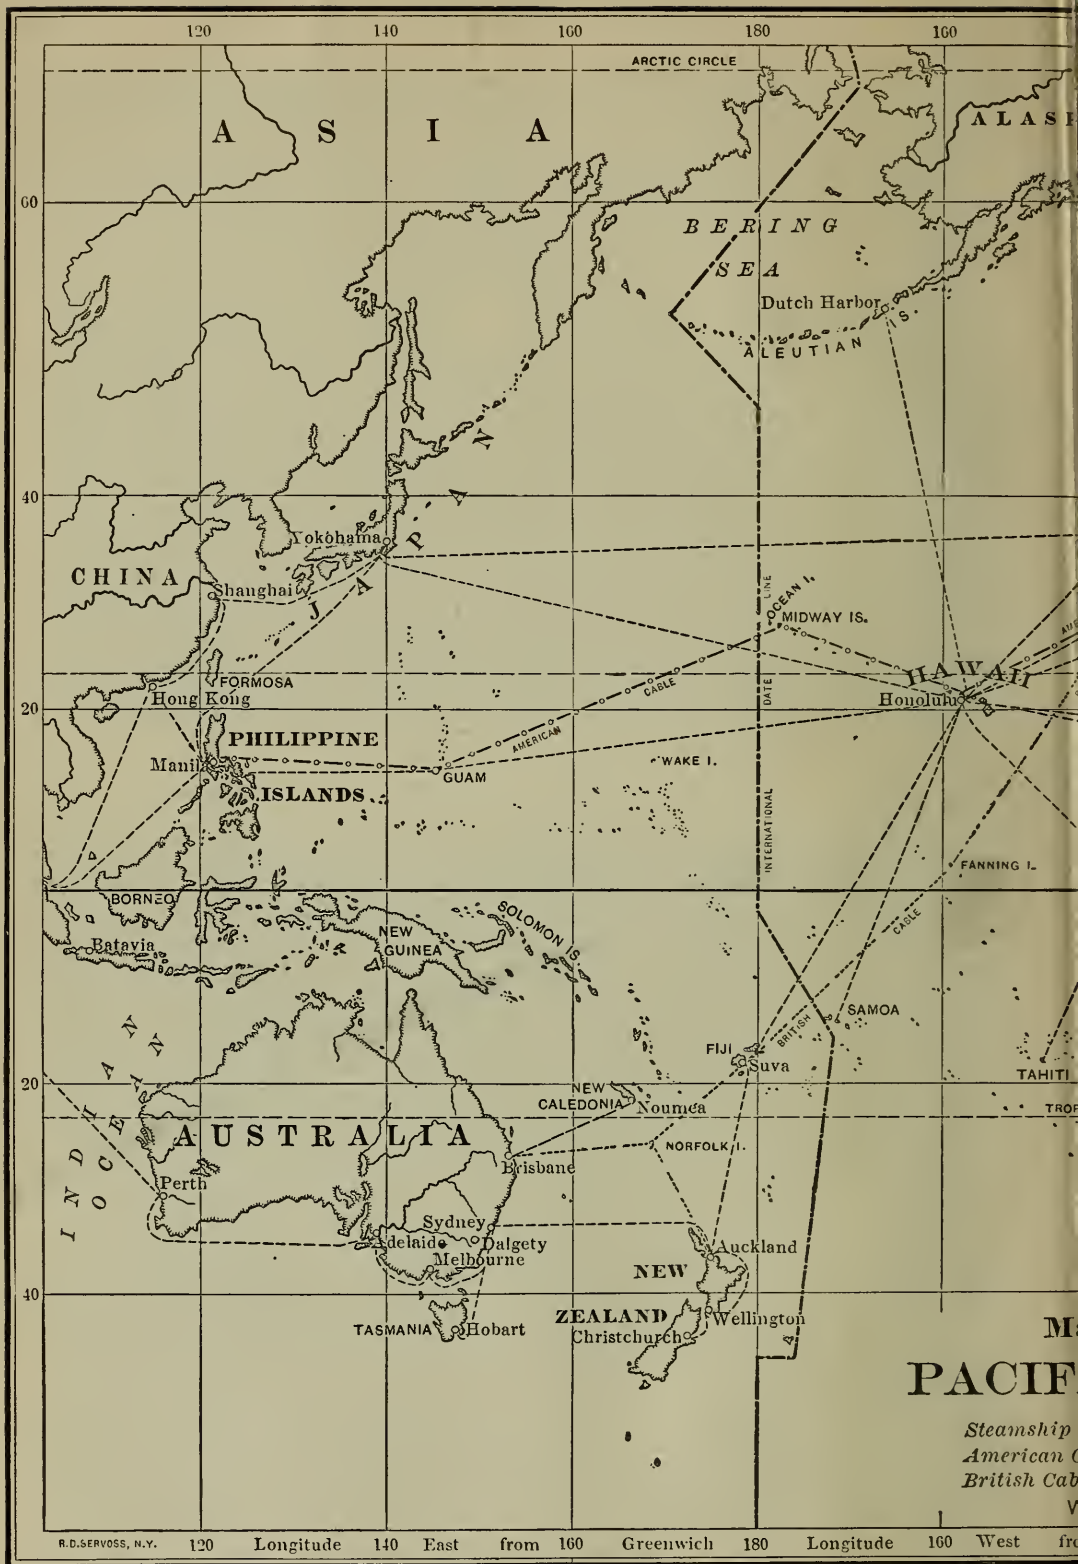 120 140 160 180 160
ARCTIC CIRCLE
ASIA
ALAS
60
BERING
SEA
Dutch Harbor
ALEUTIAN IS.
40
JAPAN
Yokohama
CHINA
Shanghai
LINE
OCEAN I.
MIDWAY IS.
HAWAII
FORMOSA
Hong Kong
CABLE
DATE
Honolulu
20
AMERICAN
PHILIPPINE
Manila
WAKE I.
GUAM
ISLANDS
INTERNATIONAL
FANNING I.
BORNEO
SOLOMON IS.
CABLE
NEW
GUINEA
Batavia
SAMOA
BRITISH
INDIAN
OCEAN
FIJI
Suva
TAHITI
20
NEW
CALEDONIA
Noumea
TROP
AUSTRALIA
NORFOLK I.
Brisbane
Perth
Sydney
Adelaide
Dalgety
Auckland
Melbourne
NEW
40
ZEALAND
Wellington
TASMANIA
Hobart
Christchurch
PACIF
Steamship
American
British Cab
R.D.SERVOSS, N.Y.
120 Longitude 140 East from 160 Greenwich 180 Longitude 160 West